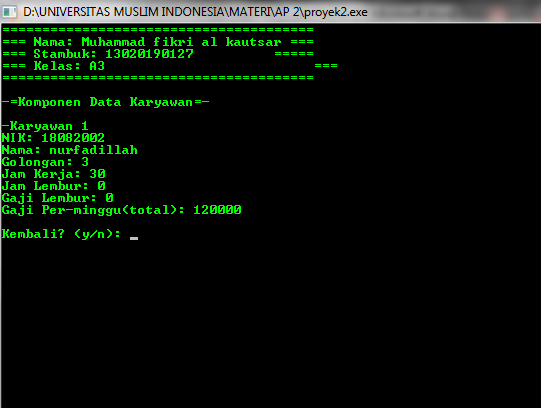 D:\UNIVERSITAS MUSLIM INDONESIA\MATERI\AP 2\proyek2.exe
=======================================
=== Nama: Muhammad fikri al kautsar ===
=== Stambuk: 13020190127          =====
=== Kelas: A3                          ===
=======================================
-=Komponen Data Karyawan=-
-Karyawan 1
NIK: 18082002
Nama: nurfadillah
Golongan: 3
Jam Kerja: 30
Jam Lembur: 0
Gaji Lembur: 0
Gaji Per-minggu(total): 120000
Kembali? (y/n): _